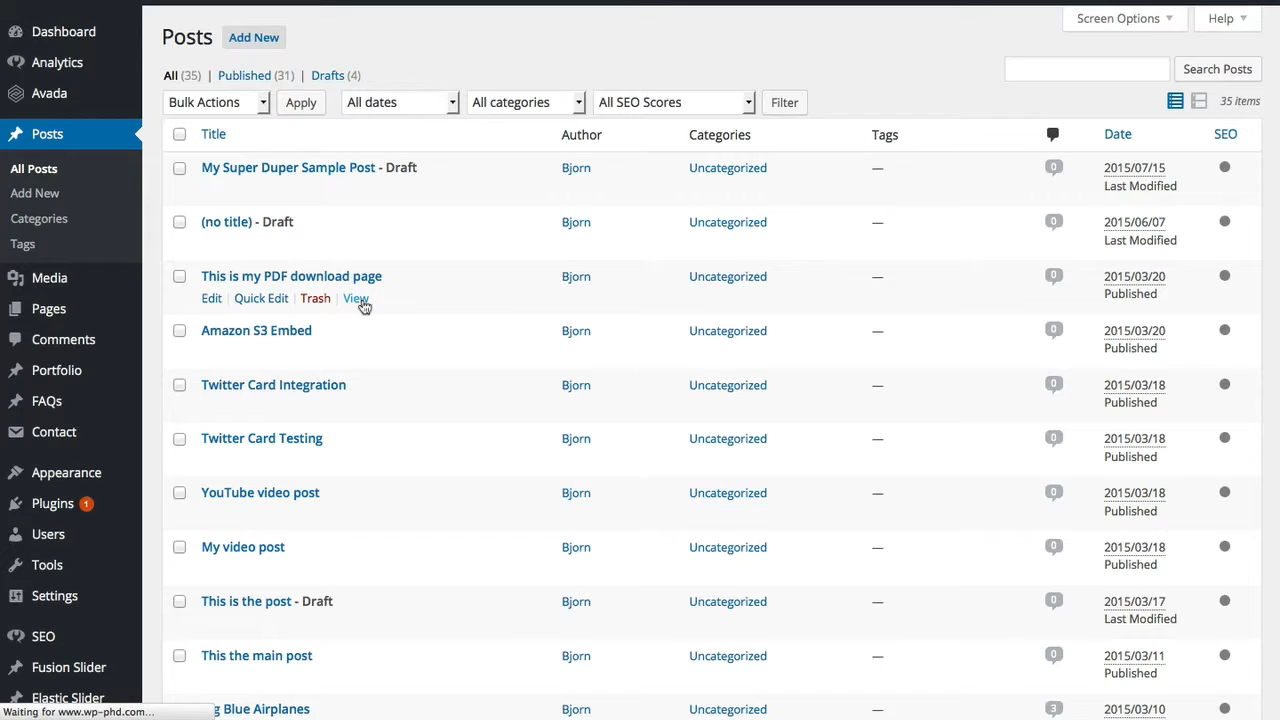 Screen Options Help
Dashboard
Analytics
Avada
Posts
All Posts
Add New
Categories
Tags
Media
Pages
Comments
Portfolio
FAQs
Contact
Appearance
Plugins 1
Users
Tools
Settings
SEO
Fusion Slider
Elastic Slider
Posts Add New
All (35) | Published (31) | Drafts (4)
Search Posts
Bulk Actions Apply All dates All categories All SEO Scores Filter 35 items
Title Author Categories Tags Date SEO
My Super Duper Sample Post - Draft Bjorn Uncategorized — 0 2015/07/15
Last Modified
(no title) - Draft Bjorn Uncategorized — 0 2015/06/07
Last Modified
This is my PDF download page Bjorn Uncategorized — 0 2015/03/20
Edit | Quick Edit | Trash | View Published
Amazon S3 Embed Bjorn Uncategorized — 0 2015/03/20
Published
Twitter Card Integration Bjorn Uncategorized — 0 2015/03/18
Published
Twitter Card Testing Bjorn Uncategorized — 0 2015/03/18
Published
YouTube video post Bjorn Uncategorized — 0 2015/03/18
Published
My video post Bjorn Uncategorized — 0 2015/03/18
Published
This is the post - Draft Bjorn Uncategorized — 0 2015/03/17
Last Modified
This the main post Bjorn Uncategorized — 0 2015/03/11
Published
Blue Airplanes Bjorn Uncategorized — 3 2015/03/10
Waiting for www.wp-phd.com...